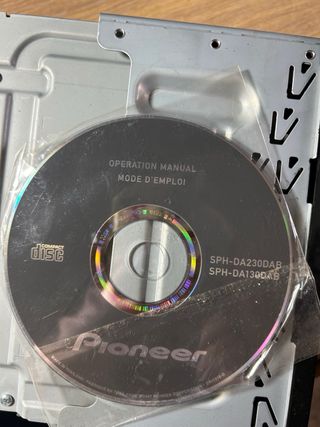 OPERATION MANUAL
MODE D'EMPLOI
COMPACT
disc
SPH-DA230DAB
SPH-DA130DAB
Pioneer